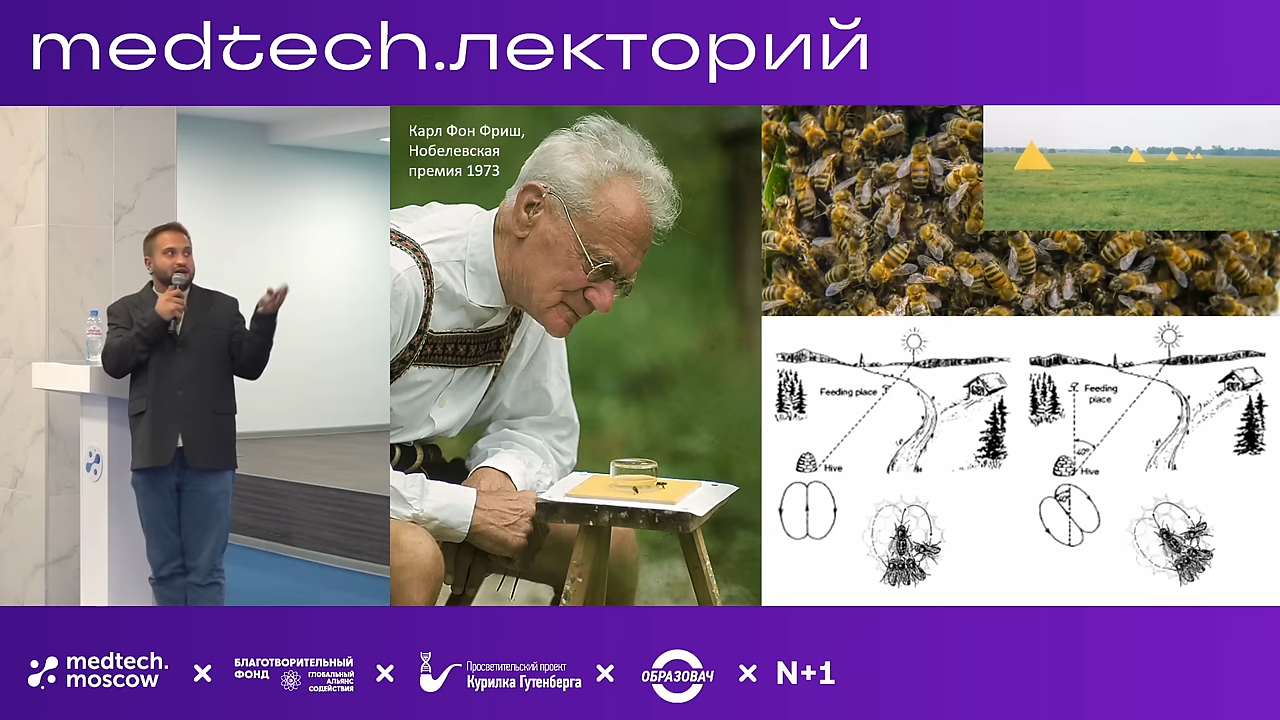 medtech.лекторий
Карл Фон Фриш,
Нобелевская
премия 1973
Feeding place
Hive
40°
Feeding
place
40°
Hive
medtech.
moscow
БЛАГОТВОРИТЕЛЬНЫЙ
ФОНД
ГЛОБАЛЬНЫЙ
АЛЬЯНС
СОДЕЙСТВИЯ
Просветительский проект
Курилка Гутенберга
ОБРАЗОВАЧ
N+1